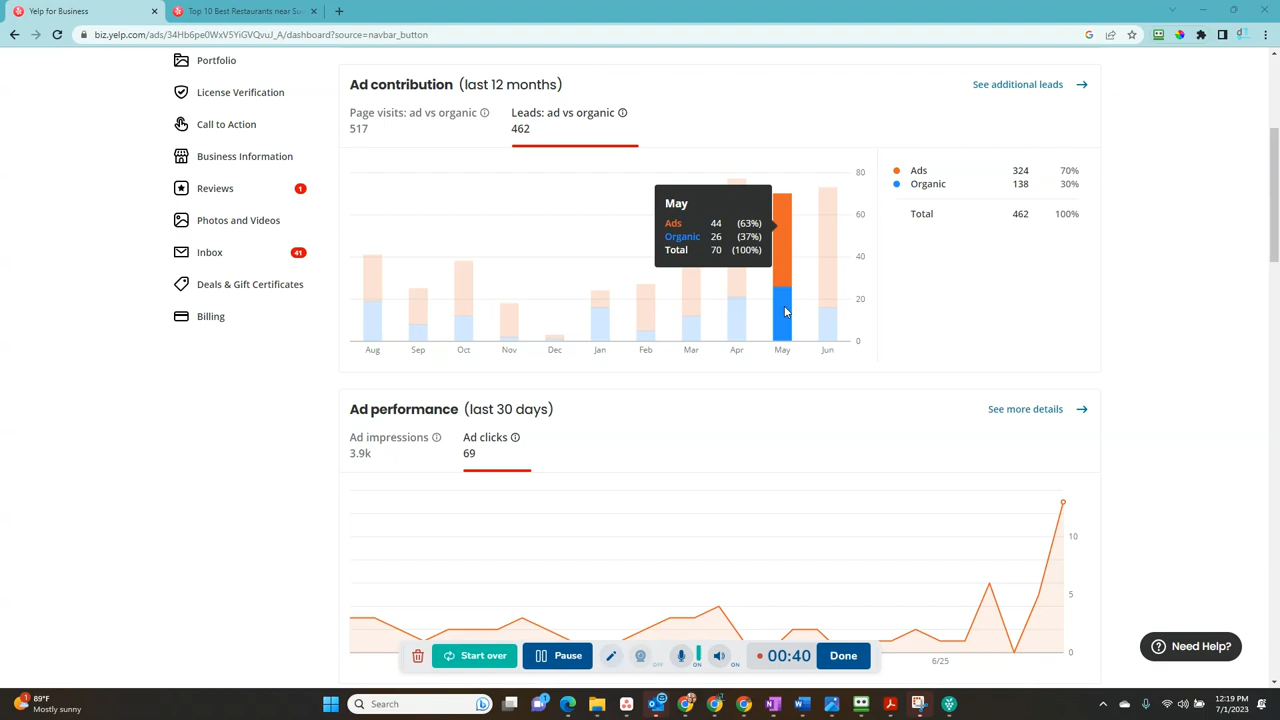 Yelp for Business
Top 10 Best Restaurants near Su
biz.yelp.com/ads/34Hb6pe0WxV5YiGVQvuJ_A/dashboard?source=navbar_button
Portfolio
License Verification
Call to Action
Business Information
Reviews 1
Photos and Videos
Inbox 41
Deals & Gift Certificates
Billing
Ad contribution (last 12 months)
See additional leads
Page visits: ad vs organic
517
Leads: ad vs organic
462
80
60
40
20
0
May
Ads 44 (63%)
Organic 26 (37%)
Total 70 (100%)
Aug Sep Oct Nov Dec Jan Feb Mar Apr May Jun
Ads 324 70%
Organic 138 30%
Total 462 100%
Ad performance (last 30 days)
See more details
Ad impressions
3.9k
Ad clicks
69
10
5
0
6/25
Start over
Pause
OFF
ON
ON
00:40
Done
Need Help?
89°F
Mostly sunny
Search
12:19 PM
7/1/2023